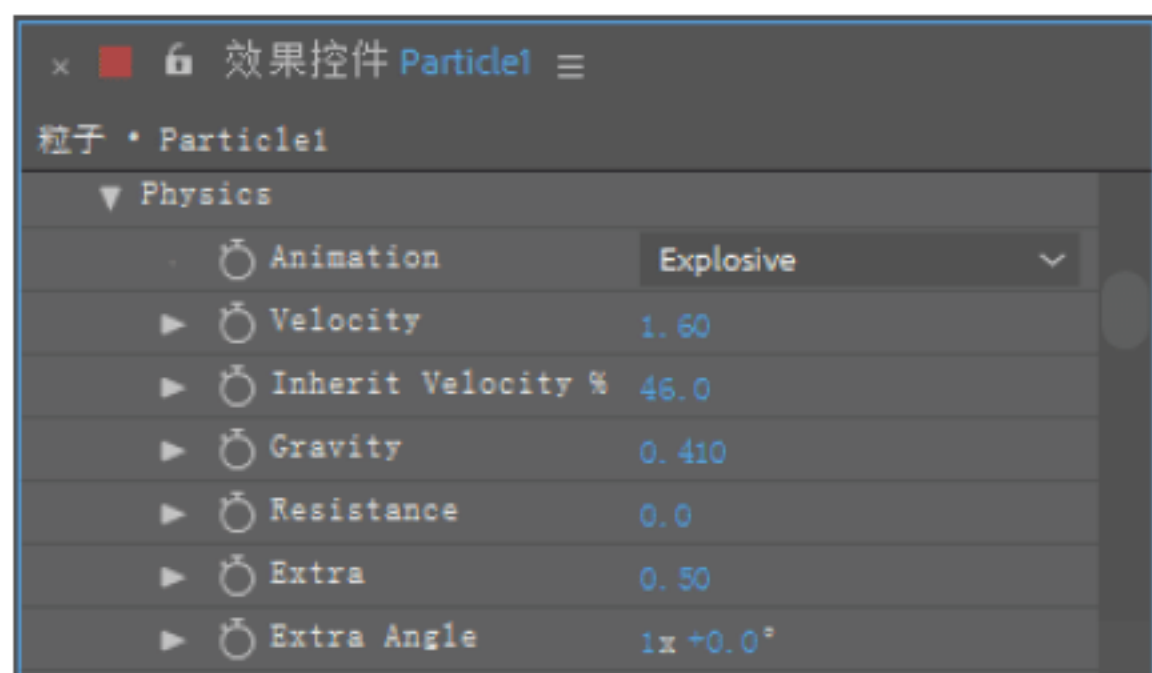 效果控件 Particle1
粒子 • Particle1
Physics
Animation Explosive
Velocity 1.60
Inherit Velocity % 46.0
Gravity 0.410
Resistance 0.0
Extra 0.50
Extra Angle 1x +0.0°